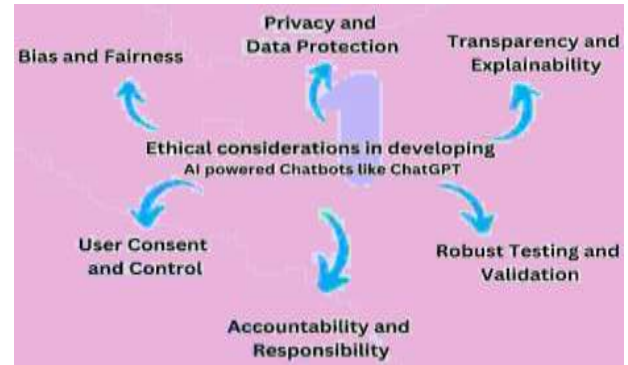 Privacy and
Data Protection
Bias and Fairness
Transparency and
Explainability
1
Ethical considerations in developing
AI powered Chatbots like ChatGPT
User Consent
and Control
Robust Testing and
Validation
Accountability and
Responsibility